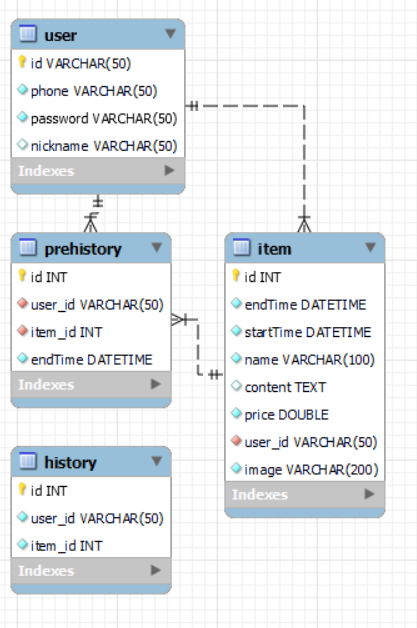 user
id VARCHAR(50)
phone VARCHAR(50)
password VARCHAR(50)
nickname VARCHAR(50)
Indexes
prehistory
id INT
user_id VARCHAR(50)
item_id INT
endTime DATETIME
Indexes
item
id INT
endTime DATETIME
startTime DATETIME
name VARCHAR(100)
content TEXT
price DOUBLE
user_id VARCHAR(50)
image VARCHAR(200)
Indexes
history
id INT
user_id VARCHAR(50)
item_id INT
Indexes